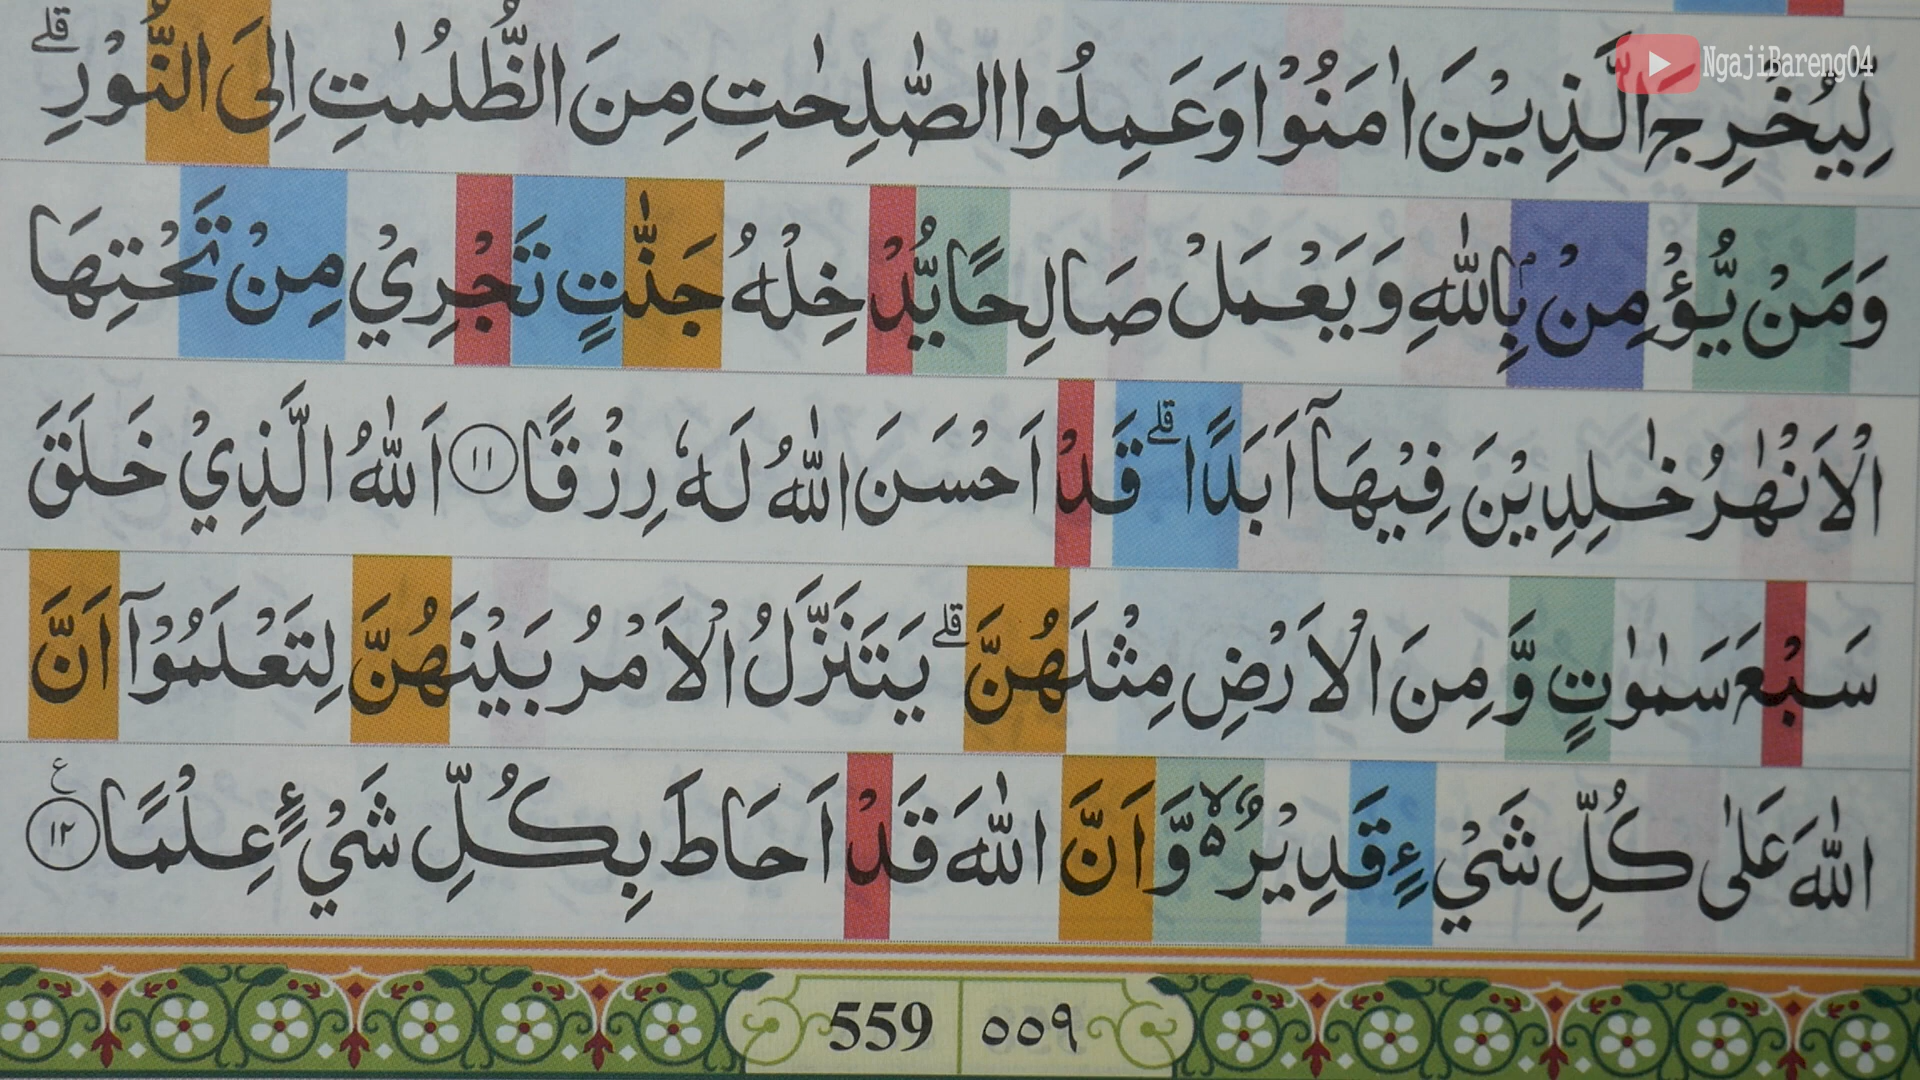 NgajiBareng04
لِّيُخْرِجَ الَّذِيْنَ اٰمَنُوْا وَعَمِلُوا الصّٰلِحٰتِ مِنَ الظُّلُمٰتِ اِلَى النُّوْرِۗ
وَمَنْ يُّؤْمِنْۢ بِاللّٰهِ وَيَعْمَلْ صَالِحًا يُّدْخِلْهُ جَنّٰتٍ تَجْرِيْ مِنْ تَحْتِهَا
الْاَنْهٰرُ خٰلِدِيْنَ فِيْهَآ اَبَدًاۗ قَدْ اَحْسَنَ اللّٰهُ لَهٗ رِزْقًا ١١ اَللّٰهُ الَّذِيْ خَلَقَ
سَبْعَ سَمٰوٰتٍ وَّمِنَ الْاَرْضِ مِثْلَهُنَّۗ يَتَنَزَّلُ الْاَمْرُ بَيْنَهُنَّ لِتَعْلَمُوْٓا اَنَّ
اللّٰهَ عَلٰى كُلِّ شَيْءٍ قَدِيْرٌ ەۙ وَّاَنَّ اللّٰهَ قَدْ اَحَاطَ بِكُلِّ شَيْءٍ عِلْمًا ١٢ ع
559 ٥٥٩